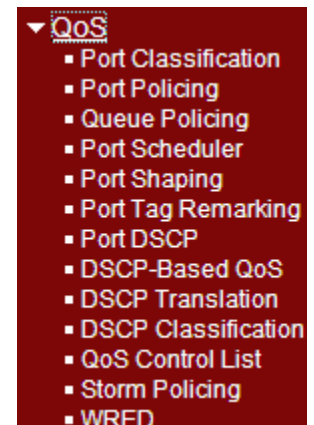 QoS
Port Classification
Port Policing
Queue Policing
Port Scheduler
Port Shaping
Port Tag Remarking
Port DSCP
DSCP-Based QoS
DSCP Translation
DSCP Classification
QoS Control List
Storm Policing
WRED